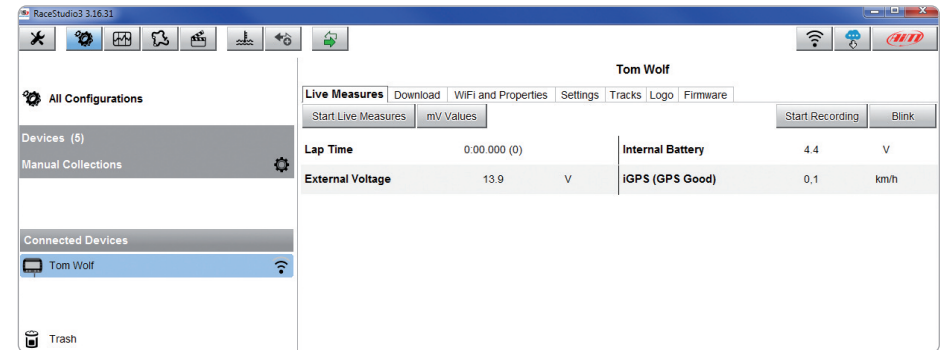 RaceStudio3 3.16.31
AiM
Tom Wolf
All Configurations
Live Measures Download WiFi and Properties Settings Tracks Logo Firmware
Start Live Measures mV Values Start Recording Blink
Devices (5)
Manual Collections
Lap Time 0:00.000 (0) Internal Battery 4.4 V
External Voltage 13.9 V iGPS (GPS Good) 0,1 km/h
Connected Devices
Tom Wolf
Trash